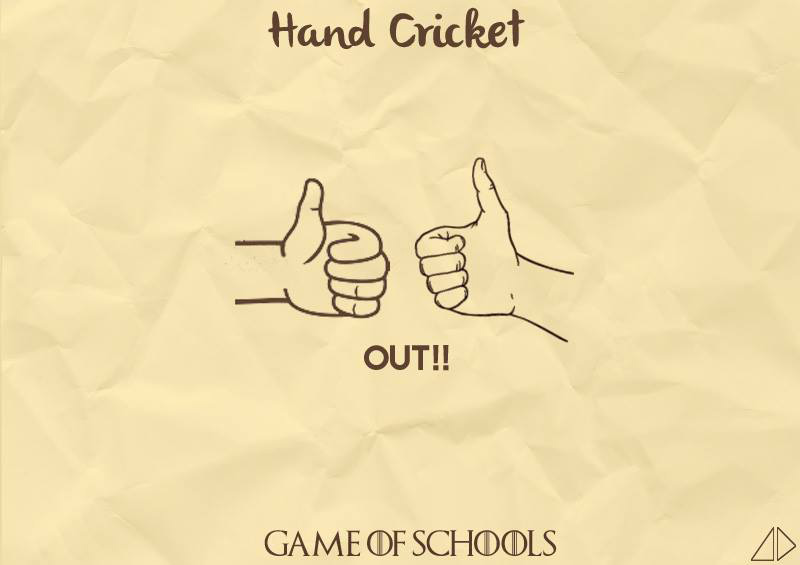 Hand Cricket
OUT!!
GAME OF SCHOOLS